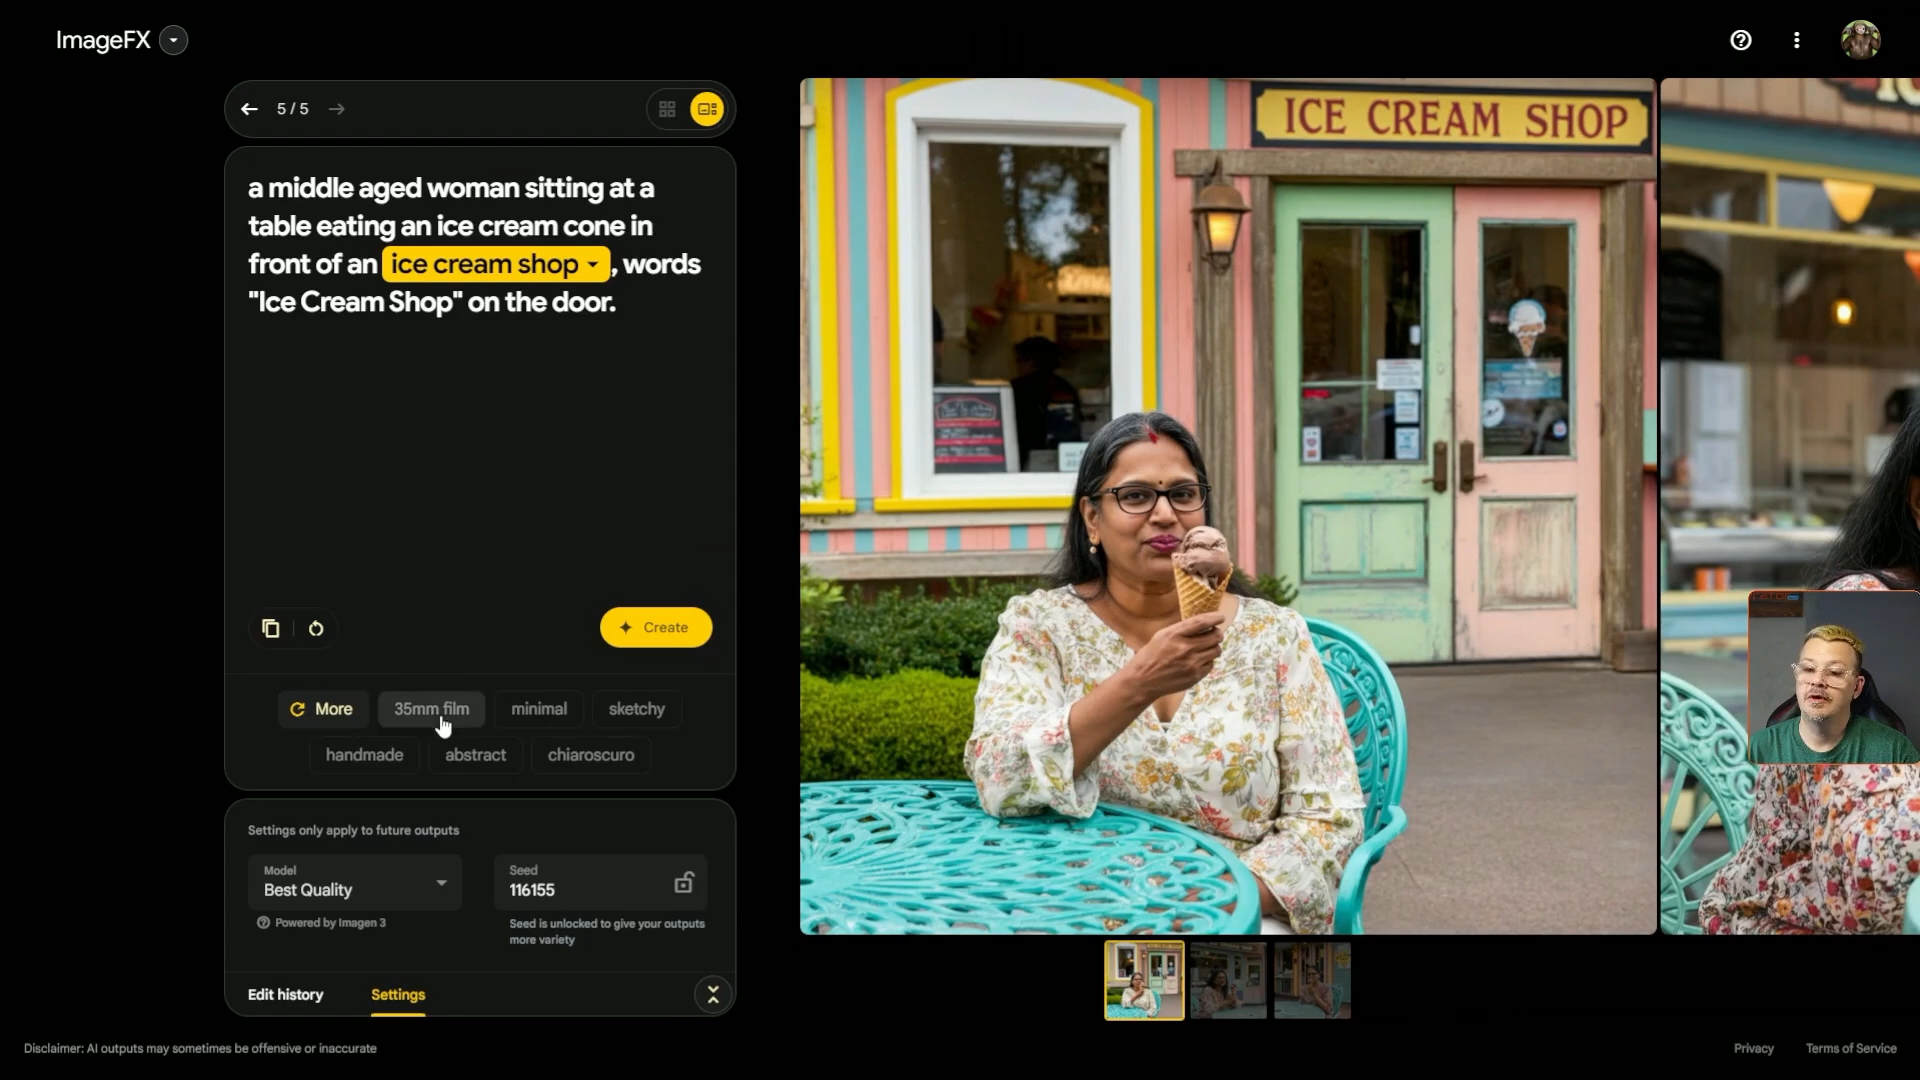 ImageFX
5 / 5
a middle aged woman sitting at a
table eating an ice cream cone in
front of an ice cream shop, words
"Ice Cream Shop" on the door.
Create
More
35mm film
minimal
sketchy
handmade
abstract
chiaroscuro
Settings only apply to future outputs
Model
Best Quality
Powered by Imagen 3
Seed
116155
Seed is unlocked to give your outputs
more variety
Edit history
Settings
ICE CREAM SHOP
Disclaimer: AI outputs may sometimes be offensive or inaccurate
Privacy
Terms of Service